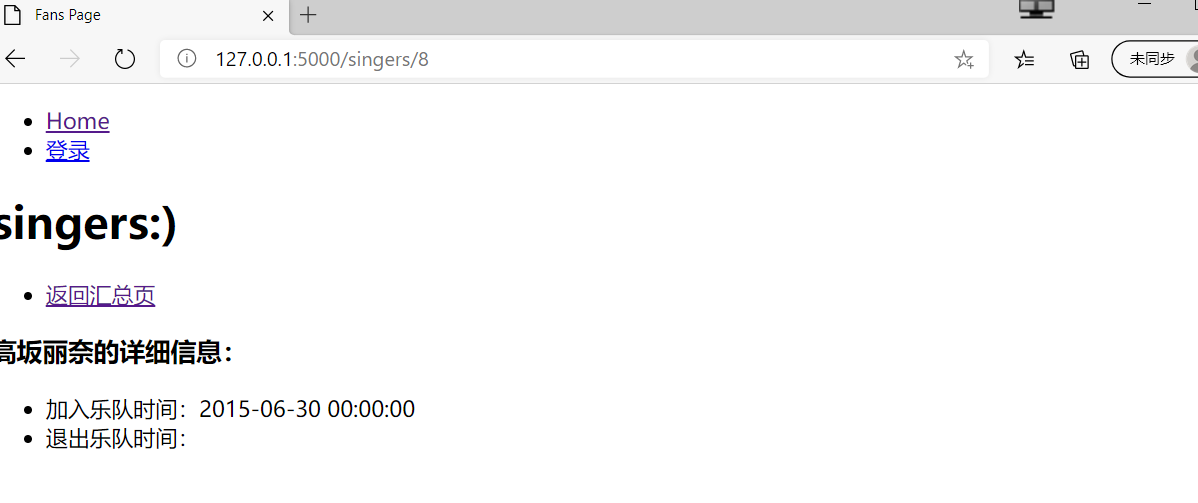 Fans Page
127.0.0.1:5000/singers/8
未同步
Home
登录
singers:)
返回汇总页
高坂丽奈的详细信息：
加入乐队时间：2015-06-30 00:00:00
退出乐队时间：